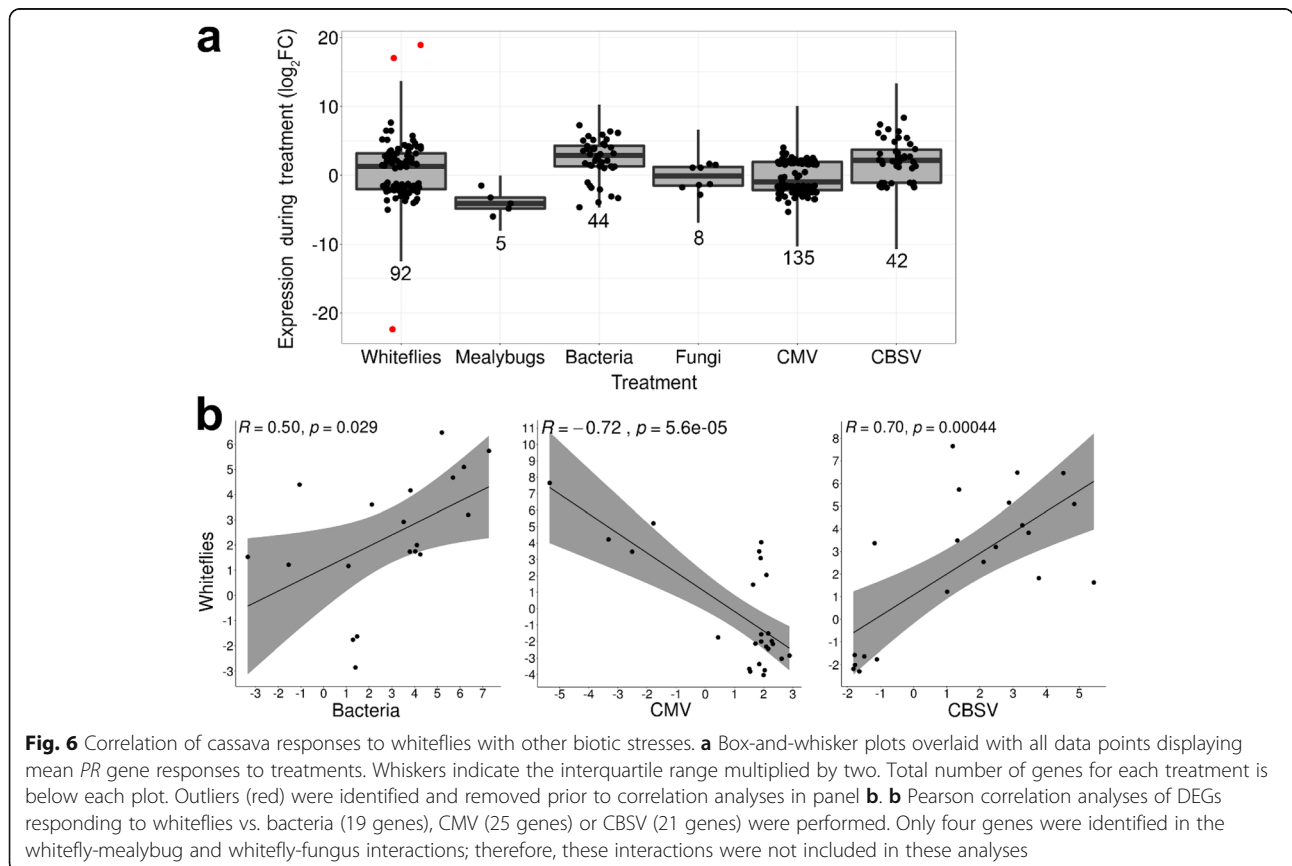 a
Expression during treatment (log₂FC)
20
10
0
-10
-20
92
5
44
8
135
42
Whiteflies Mealybugs Bacteria Fungi CMV CBSV
Treatment
b
R = 0.50, p = 0.029
Whiteflies
6
5
4
3
2
1
0
-1
-2
-3
-3 -2 -1 0 1 2 3 4 5 6 7
Bacteria
R = −0.72 , p = 5.6e-05
11
10
9
8
7
6
5
4
3
2
1
0
-1
-2
-3
-4
-5 -4 -3 -2 -1 0 1 2 3
CMV
R = 0.70, p = 0.00044
8
7
6
5
4
3
2
1
0
-1
-2
-2 -1 0 1 2 3 4 5
CBSV
Fig. 6 Correlation of cassava responses to whiteflies with other biotic stresses. a Box-and-whisker plots overlaid with all data points displaying
mean PR gene responses to treatments. Whiskers indicate the interquartile range multiplied by two. Total number of genes for each treatment is
below each plot. Outliers (red) were identified and removed prior to correlation analyses in panel b. b Pearson correlation analyses of DEGs
responding to whiteflies vs. bacteria (19 genes), CMV (25 genes) or CBSV (21 genes) were performed. Only four genes were identified in the
whitefly-mealybug and whitefly-fungus interactions; therefore, these interactions were not included in these analyses